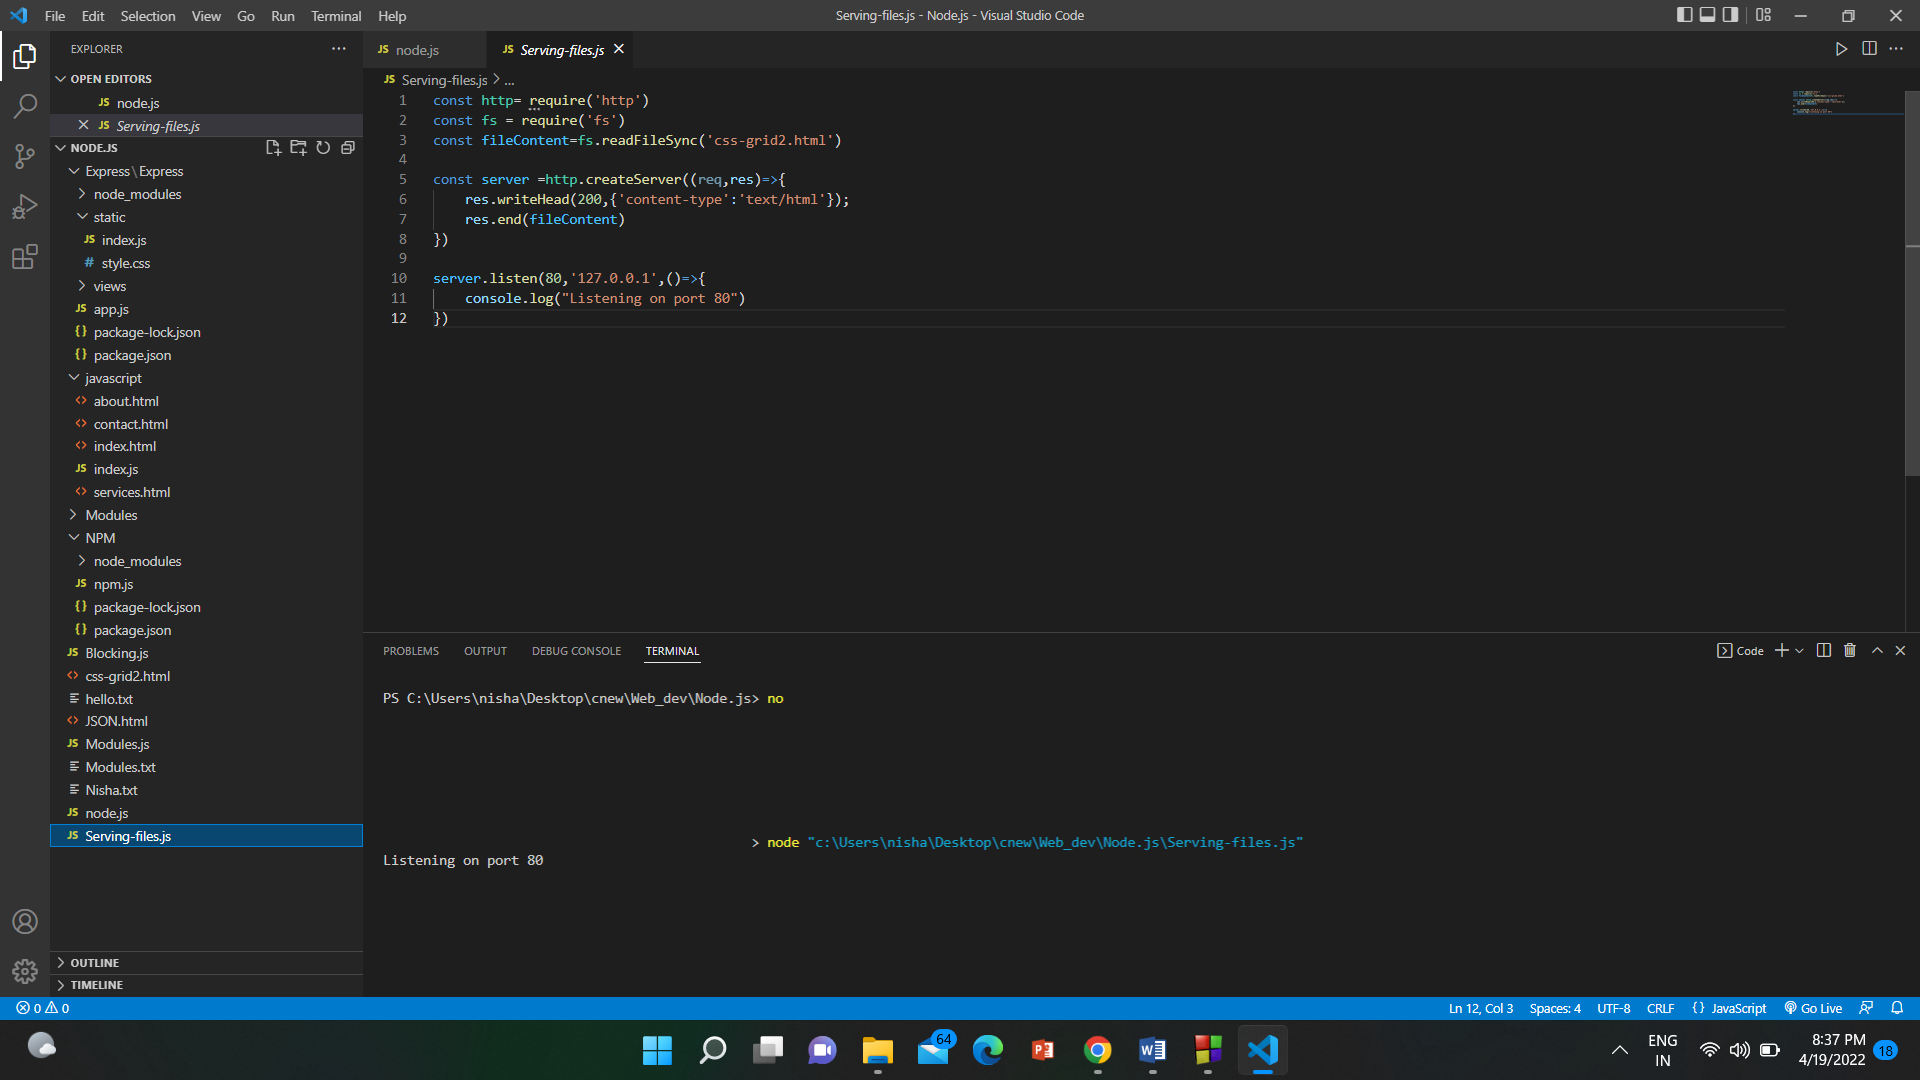 File Edit Selection View Go Run Terminal Help
Serving-files.js - Node.js - Visual Studio Code
EXPLORER
OPEN EDITORS
JS node.js
JS Serving-files.js
NODE.JS
Express\Express
node_modules
static
JS index.js
# style.css
views
JS app.js
{} package-lock.json
{} package.json
javascript
<> about.html
<> contact.html
<> index.html
JS index.js
<> services.html
Modules
NPM
node_modules
JS npm.js
{} package-lock.json
{} package.json
JS Blocking.js
<> css-grid2.html
hello.txt
<> JSON.html
JS Modules.js
Modules.txt
Nisha.txt
JS node.js
JS Serving-files.js
OUTLINE
TIMELINE
JS node.js JS Serving-files.js
JS Serving-files.js > ...
1 const http= require('http')
2 const fs = require('fs')
3 const fileContent=fs.readFileSync('css-grid2.html')
4
5 const server =http.createServer((req,res)=>{
6 res.writeHead(200,{'content-type':'text/html'});
7 res.end(fileContent)
8 })
9
10 server.listen(80,'127.0.0.1',()=>{
11 console.log("Listening on port 80")
12 })
PROBLEMS OUTPUT DEBUG CONSOLE TERMINAL
Code
PS C:\Users\nisha\Desktop\cnew\Web_dev\Node.js> no
> node "c:\Users\nisha\Desktop\cnew\Web_dev\Node.js\Serving-files.js"
Listening on port 80
0 0
Ln 12, Col 3 Spaces: 4 UTF-8 CRLF {} JavaScript Go Live
64
ENG
IN
8:37 PM
4/19/2022
18